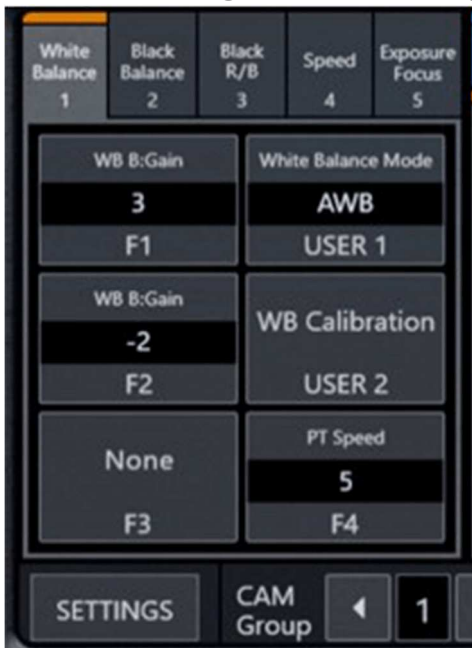 White Balance 1
Black Balance 2
Black R/B 3
Speed 4
Exposure Focus 5
WB B:Gain
3
F1
White Balance Mode
AWB
USER 1
WB B:Gain
-2
F2
WB Calibration
USER 2
None
F3
PT Speed
5
F4
SETTINGS
CAM Group
1